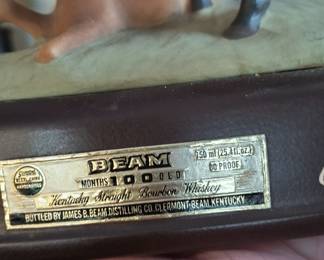 BEAM
750 ml (25.4 fl. oz.)
MONTHS 100 OLD
80 PROOF
Kentucky Straight Bourbon Whiskey
BOTTLED BY JAMES B. BEAM DISTILLING CO. CLERMONT-BEAM, KENTUCKY